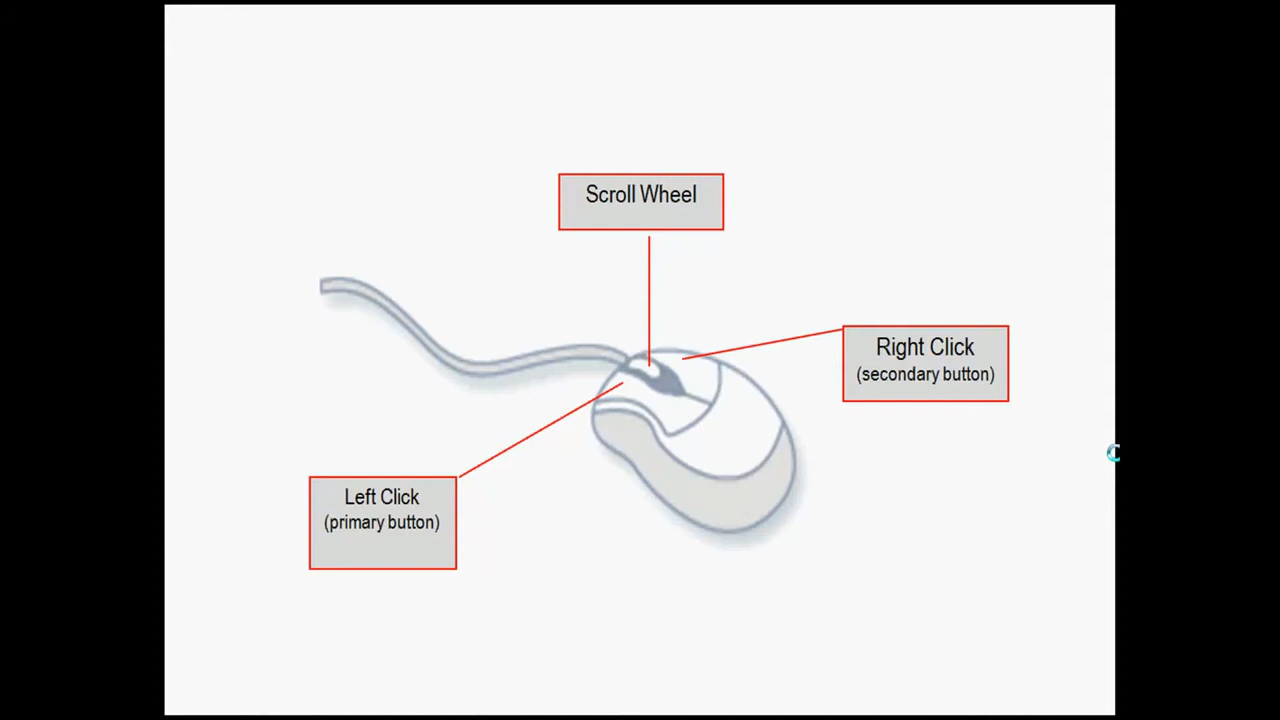 Scroll Wheel
Right Click
(secondary button)
Left Click
(primary button)